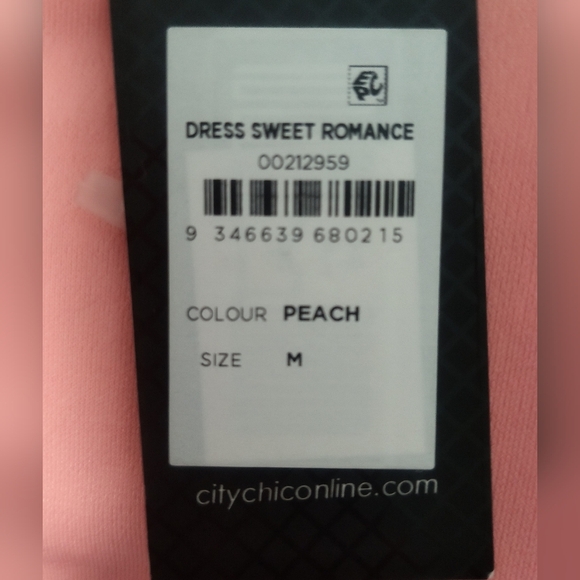 DRESS SWEET ROMANCE
00212959
9 346639 680215
COLOUR PEACH
SIZE M
citychiconline.com